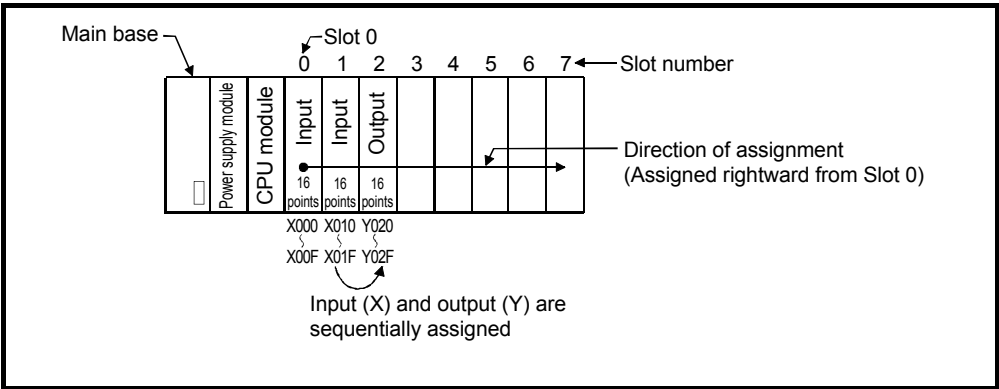 Main base
Slot 0
0 1 2 3 4 5 6 7
Slot number
Power supply module
CPU module
Input
Input
Output
16 points
16 points
16 points
Direction of assignment
(Assigned rightward from Slot 0)
X000 X010 Y020
X00F X01F Y02F
Input (X) and output (Y) are
sequentially assigned